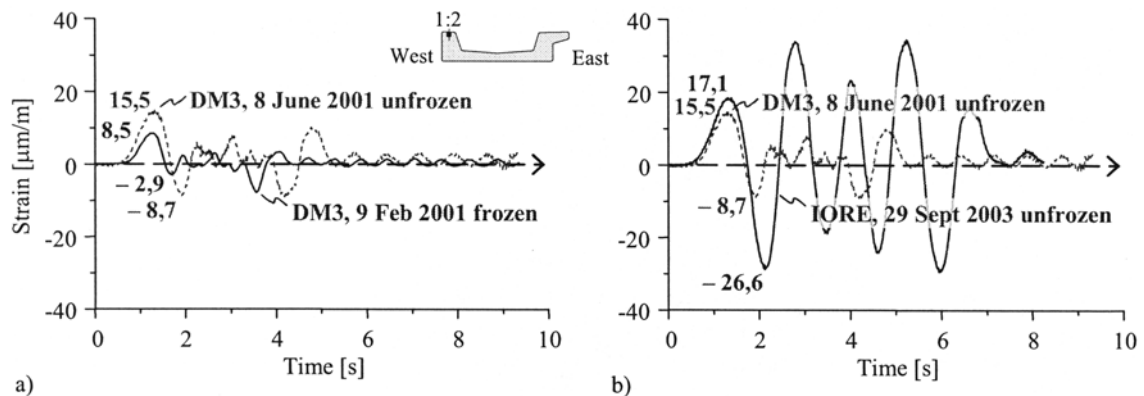 40
20
0
-20
-40
Strain [µm/m]
1:2
West
East
15,5
DM3, 8 June 2001 unfrozen
8,5
– 2,9
– 8,7
DM3, 9 Feb 2001 frozen
0 2 4 6 8 10
Time [s]
a)
40
20
0
-20
-40
17,1
15,5
DM3, 8 June 2001 unfrozen
– 8,7
IORE, 29 Sept 2003 unfrozen
– 26,6
0 2 4 6 8 10
Time [s]
b)